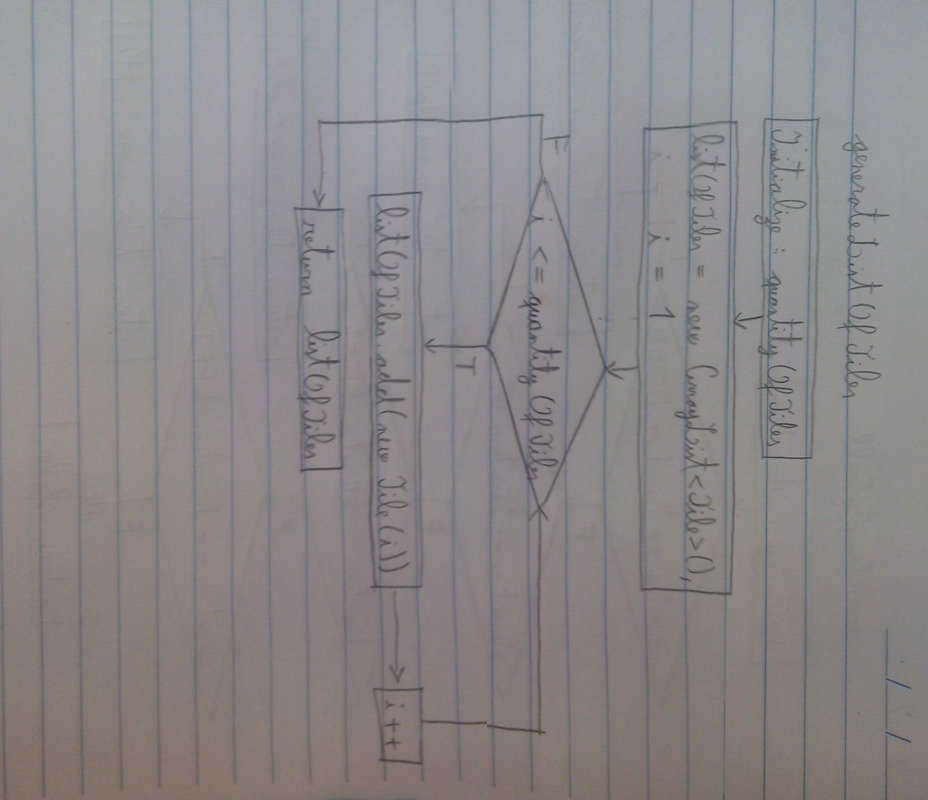 / /
generateListOfTiles
Initialize: quantityOfTiles
listOfTiles = new ArrayList<Tile>(),
i = 1
F
i <= quantityOfTiles
T
listOfTiles.add(new Tile(i))
i++
return listOfTiles